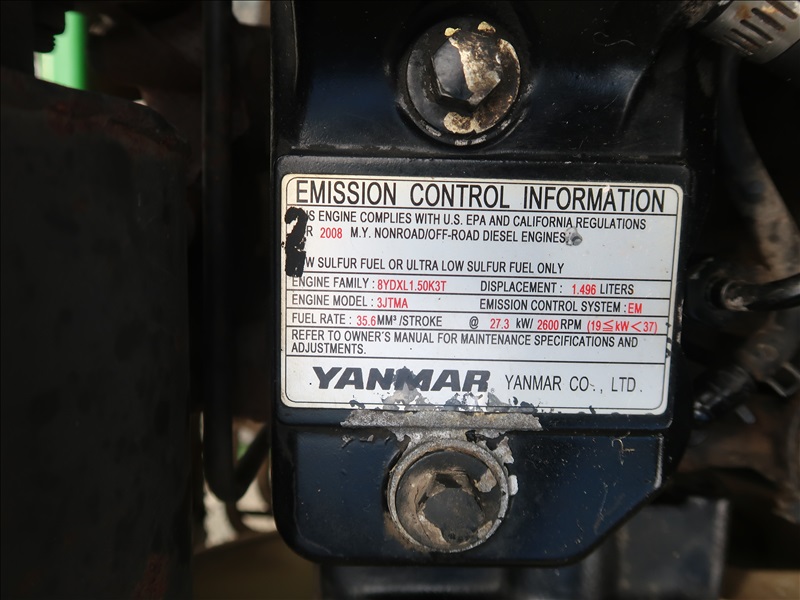 EMISSION CONTROL INFORMATION
ENGINE COMPLIES WITH U.S. EPA AND CALIFORNIA REGULATIONS
2008 M.Y. NONROAD/OFF-ROAD DIESEL ENGINES
SULFUR FUEL OR ULTRA LOW SULFUR FUEL ONLY
ENGINE FAMILY : 8YDXL1.50K3T DISPLACEMENT : 1.496 LITERS
ENGINE MODEL : 3JTMA EMISSION CONTROL SYSTEM : EM
FUEL RATE : 35.6MM³ /STROKE @ 27.3 kW/ 2600 RPM (19≦kW<37)
REFER TO OWNER'S MANUAL FOR MAINTENANCE SPECIFICATIONS AND
ADJUSTMENTS.
YANMAR YANMAR CO., LTD.